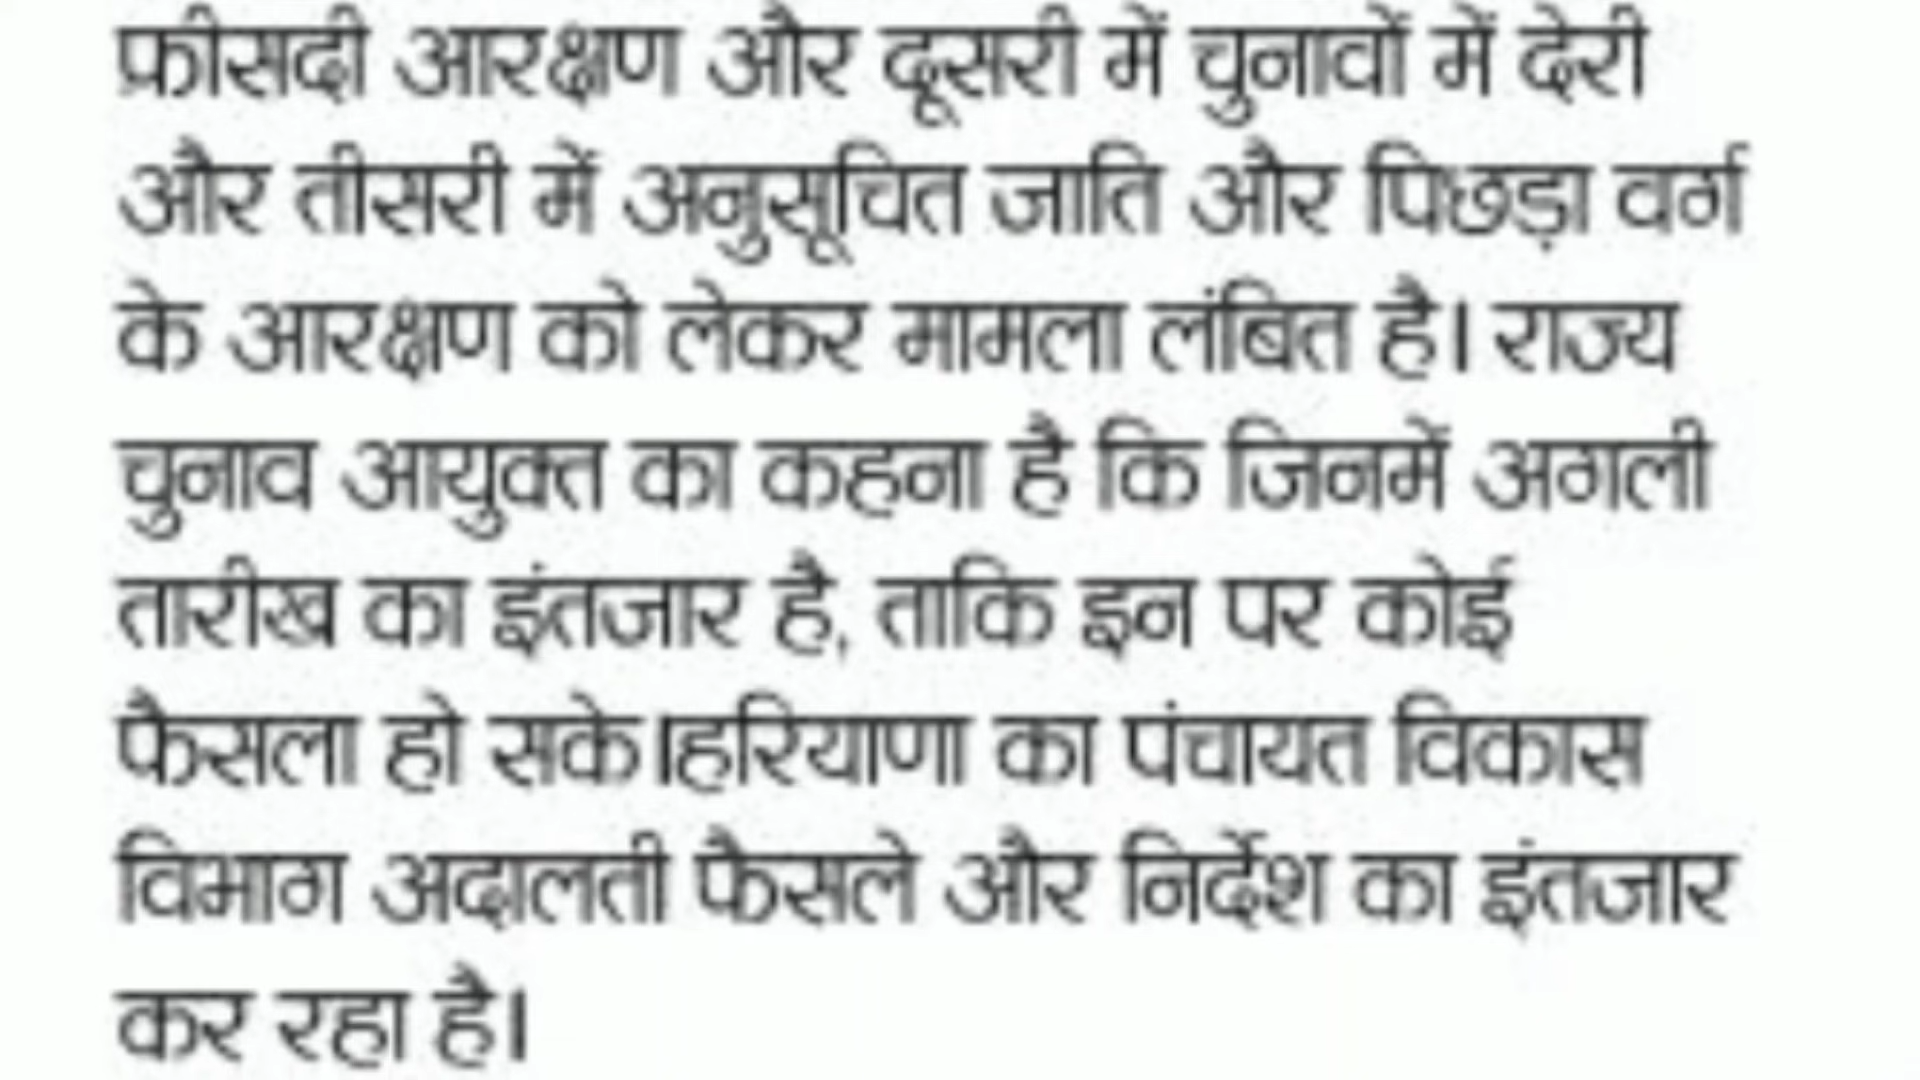 फ़ीसदी आरक्षण और दूसरी में चुनावों में देरी
और तीसरी में अनुसूचित जाति और पिछड़ा वर्ग
के आरक्षण को लेकर मामला लंबित है। राज्य
चुनाव आयुक्त का कहना है कि जिनमें अगली
तारीख का इंतजार है, ताकि इन पर कोई
फैसला हो सके।हरियाणा का पंचायत विकास
विभाग अदालती फैसले और निर्देश का इंतजार
कर रहा है।